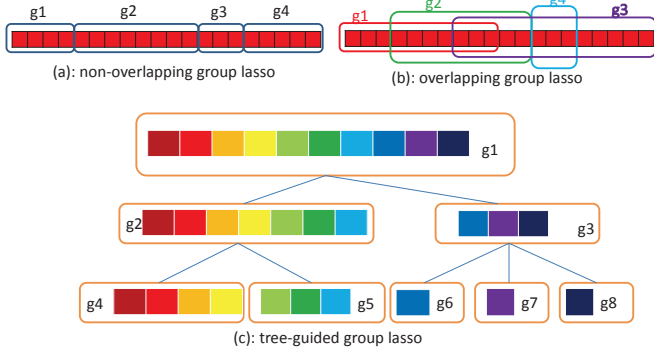 g1 g2 g3 g4
g1 g2 g4 g3
(a): non-overlapping group lasso
(b): overlapping group lasso
g1
g2
g3
g4
g5
g6
g7
g8
(c): tree-guided group lasso